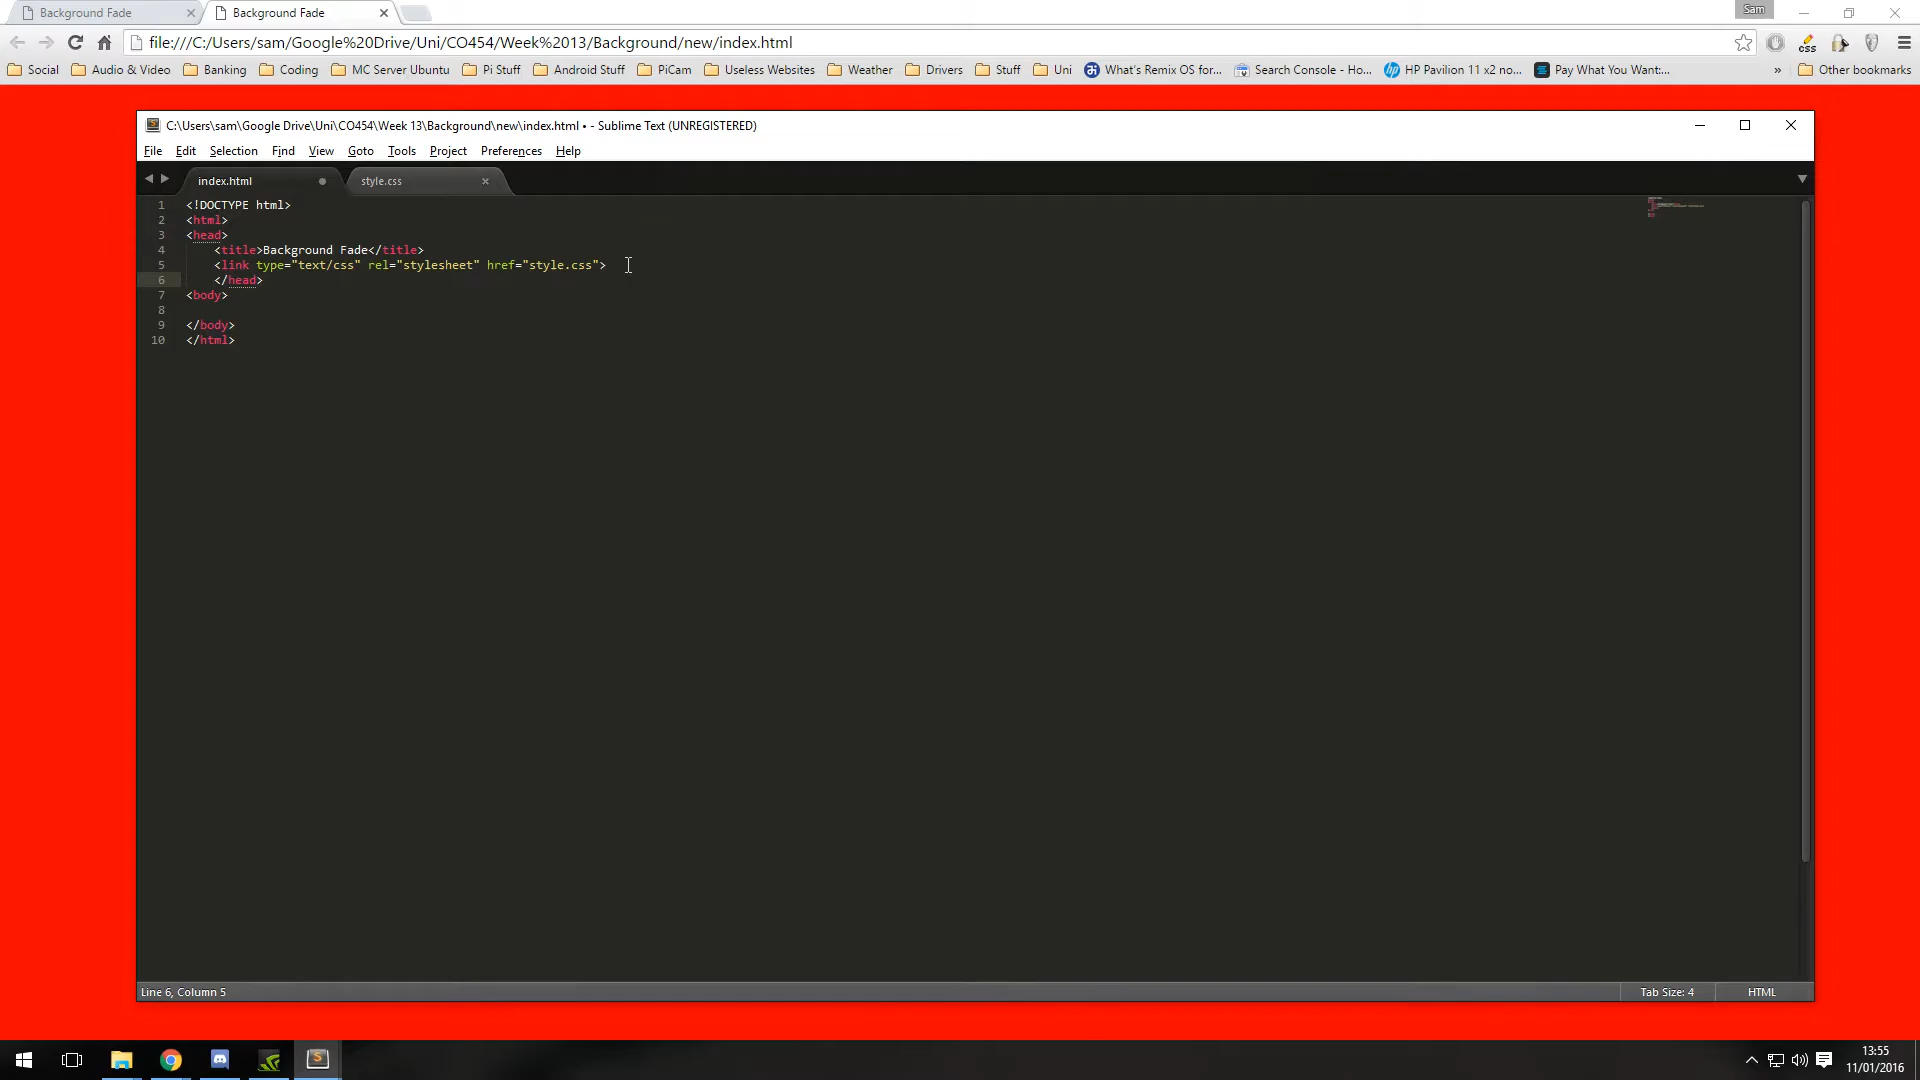 Background Fade
Background Fade
Sam
file:///C:/Users/sam/Google%20Drive/Uni/CO454/Week%2013/Background/new/index.html
css
Social Audio & Video Banking Coding MC Server Ubuntu Pi Stuff Android Stuff PiCam Useless Websites Weather Drivers Stuff Uni What's Remix OS for... Search Console - Ho... HP Pavilion 11 x2 no... Pay What You Want:... » Other bookmarks
C:\Users\sam\Google Drive\Uni\CO454\Week 13\Background\new\index.html • - Sublime Text (UNREGISTERED)
File Edit Selection Find View Goto Tools Project Preferences Help
index.html style.css
1 <!DOCTYPE html>
2 <html>
3 <head>
4 <title>Background Fade</title>
5 <link type="text/css" rel="stylesheet" href="style.css">
6 </head>
7 <body>
8
9 </body>
10 </html>
Line 6, Column 5 Tab Size: 4 HTML
13:55
11/01/2016